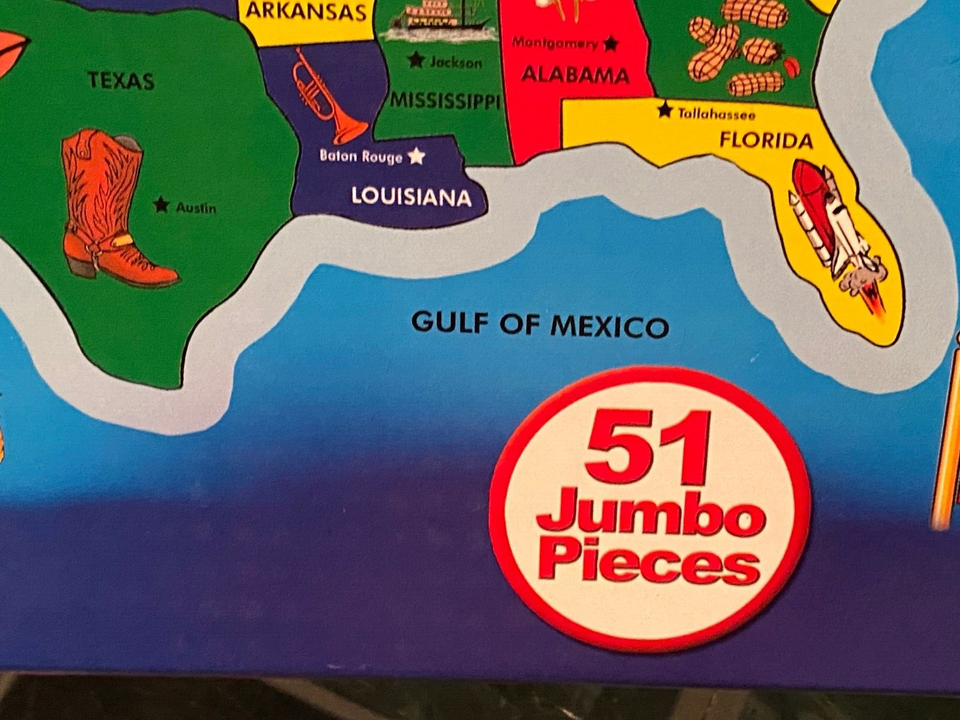 ARKANSAS
Montgomery
Jackson
TEXAS
ALABAMA
MISSISSIPPI
Tallahassee
FLORIDA
Baton Rouge
LOUISIANA
Austin
GULF OF MEXICO
51
Jumbo
Pieces